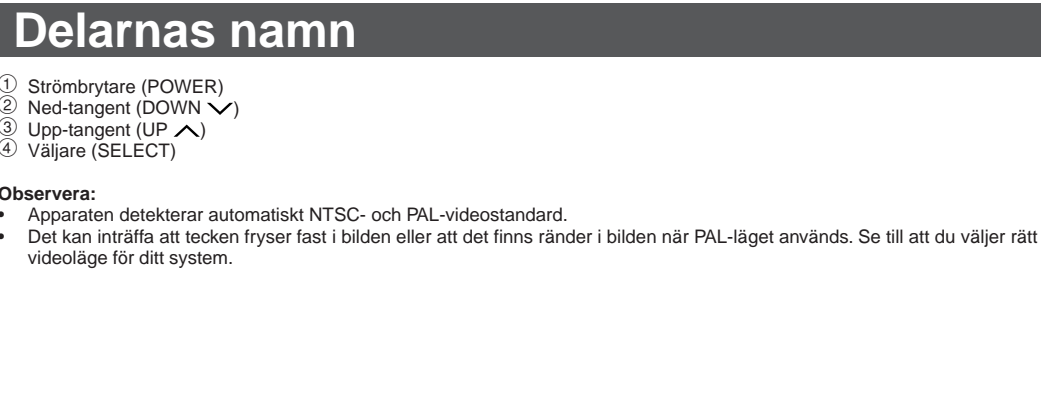 Delarnas namn
① Strömbrytare (POWER)
② Ned-tangent (DOWN ﹀)
③ Upp-tangent (UP ︿)
④ Väljare (SELECT)
Observera:
• Apparaten detekterar automatiskt NTSC- och PAL-videostandard.
• Det kan inträffa att tecken fryser fast i bilden eller att det finns ränder i bilden när PAL-läget används. Se till att du väljer rätt
videoläge för ditt system.